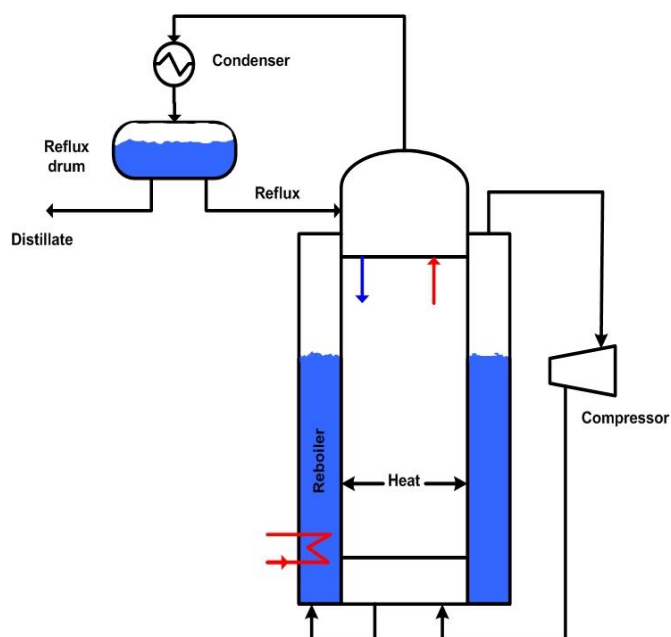 Condenser
Reflux
drum
Reflux
Distillate
Compressor
Reboiler
Heat